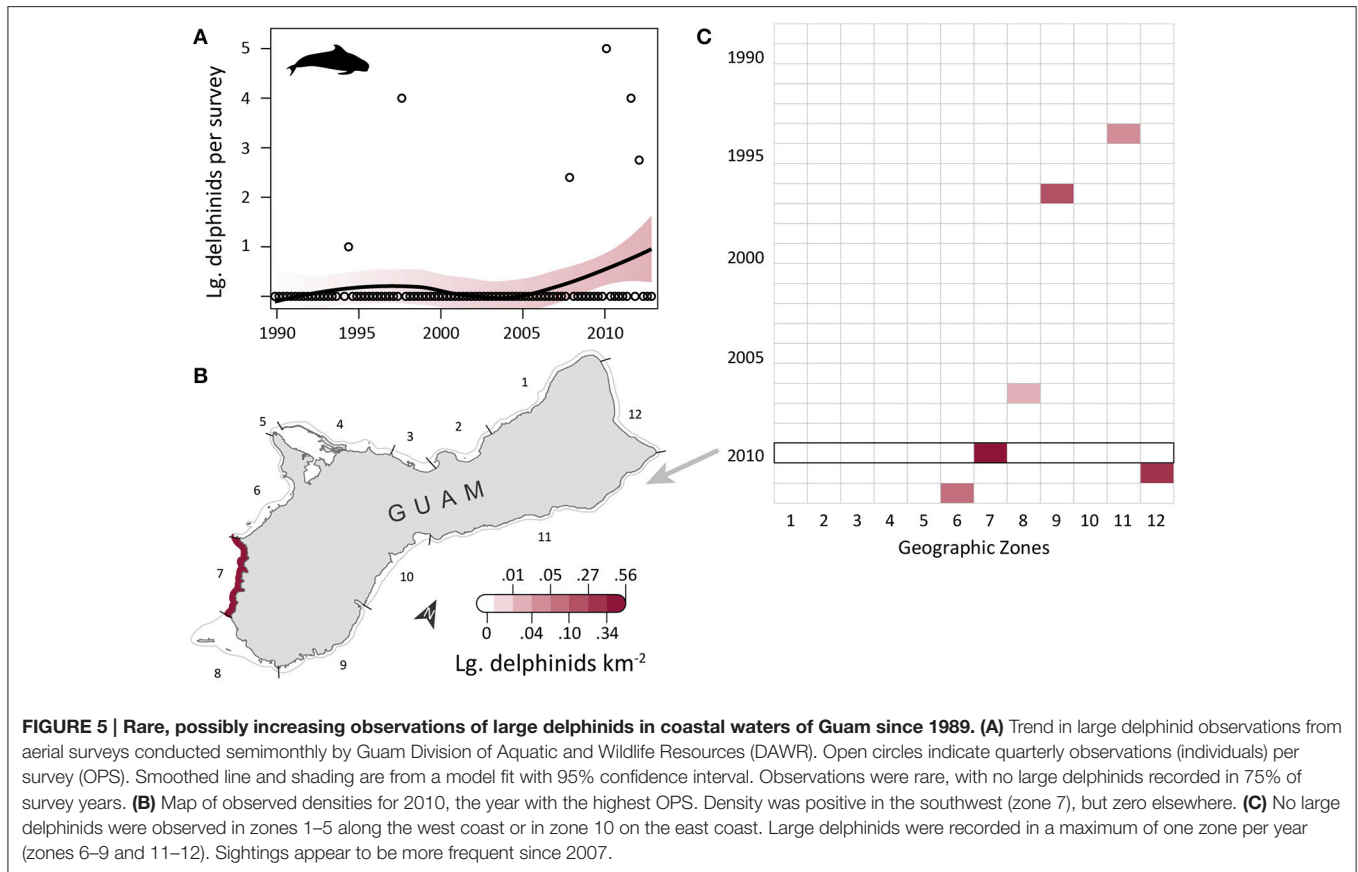 A
Lg. delphinids per survey
5
4
3
2
1
1990 1995 2000 2005 2010
B
1
2
3
4
5
6
7
8
9
10
11
12
GUAM
N
.01 .05 .27 .56
0 .04 .10 .34
Lg. delphinids km-2
C
1990
1995
2000
2005
2010
1 2 3 4 5 6 7 8 9 10 11 12
Geographic Zones
FIGURE 5 | Rare, possibly increasing observations of large delphinids in coastal waters of Guam since 1989. (A) Trend in large delphinid observations from
aerial surveys conducted semimonthly by Guam Division of Aquatic and Wildlife Resources (DAWR). Open circles indicate quarterly observations (individuals) per
survey (OPS). Smoothed line and shading are from a model fit with 95% confidence interval. Observations were rare, with no large delphinids recorded in 75% of
survey years. (B) Map of observed densities for 2010, the year with the highest OPS. Density was positive in the southwest (zone 7), but zero elsewhere. (C) No large
delphinids were observed in zones 1–5 along the west coast or in zone 10 on the east coast. Large delphinids were recorded in a maximum of one zone per year
(zones 6–9 and 11–12). Sightings appear to be more frequent since 2007.